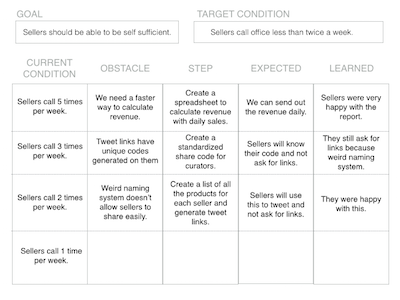 GOAL
TARGET CONDITION
Sellers should be able to be self sufficient.
Sellers call office less than twice a week.
CURRENT
CONDITION
OBSTACLE
STEP
EXPECTED
LEARNED
Sellers call 5 times
per week.
We need a faster
way to calculate
revenue.
Create a
spreadsheet to
calculate revenue
with daily sales.
We can send out
the revenue daily.
Sellers were very
happy with the
report.
Sellers call 3 times
per week.
Tweet links have
unique codes
generated on them
Create a
standardized
share code for
curators.
Sellers will know
their code and not
ask for links.
They still ask for
links because
weird naming
system.
Sellers call 2 times
per week.
Weird naming
system doesn't
allow sellers to
share easily.
Create a list of all
the products for
each seller and
generate tweet
links.
Sellers will use
this to tweet and
not ask for links.
They were happy
with this.
Sellers call 1 time
per week.